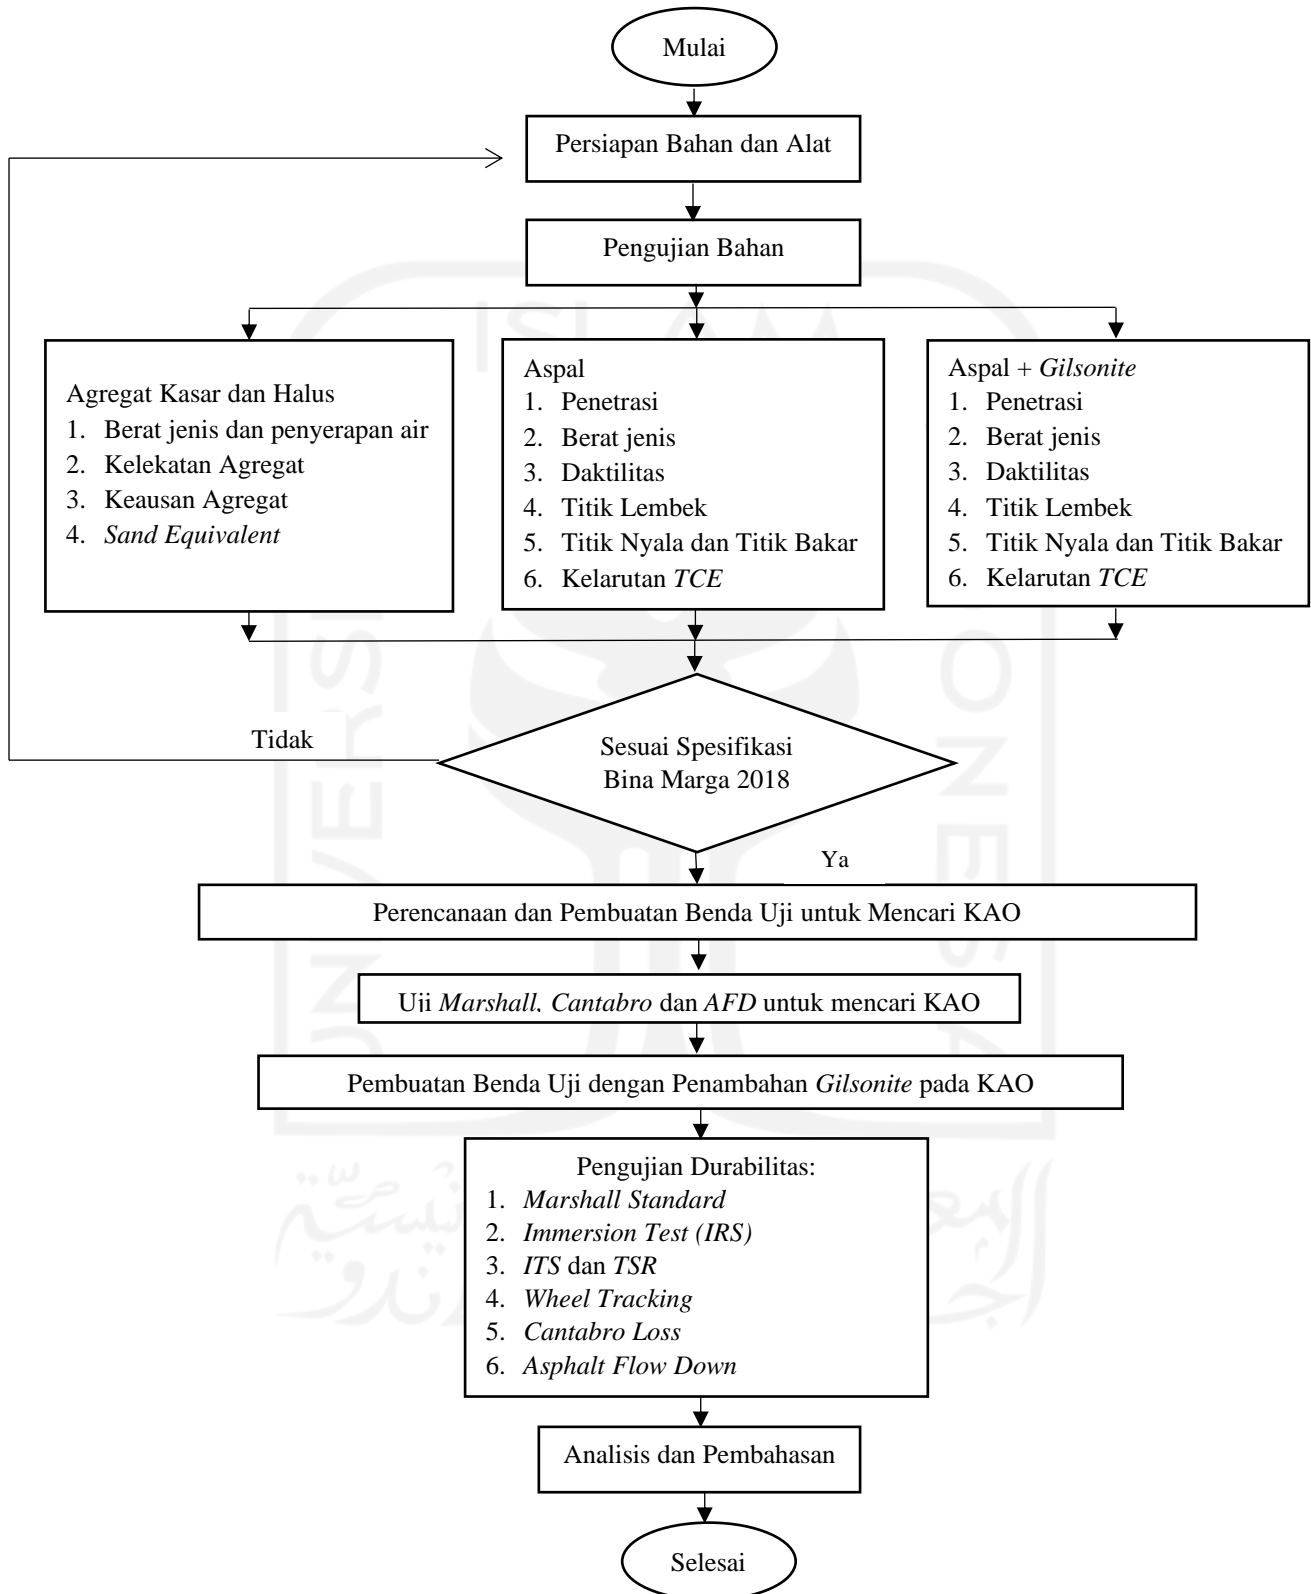 Mulai
Persiapan Bahan dan Alat
Pengujian Bahan
Agregat Kasar dan Halus
1. Berat jenis dan penyerapan air
2. Kelekatan Agregat
3. Keausan Agregat
4. Sand Equivalent
Aspal
1. Penetrasi
2. Berat jenis
3. Daktilitas
4. Titik Lembek
5. Titik Nyala dan Titik Bakar
6. Kelarutan TCE
Aspal + Gilsonite
1. Penetrasi
2. Berat jenis
3. Daktilitas
4. Titik Lembek
5. Titik Nyala dan Titik Bakar
6. Kelarutan TCE
Tidak
Sesuai Spesifikasi
Bina Marga 2018
Ya
Perencanaan dan Pembuatan Benda Uji untuk Mencari KAO
Uji Marshall, Cantabro dan AFD untuk mencari KAO
Pembuatan Benda Uji dengan Penambahan Gilsonite pada KAO
Pengujian Durabilitas:
1. Marshall Standard
2. Immersion Test (IRS)
3. ITS dan TSR
4. Wheel Tracking
5. Cantabro Loss
6. Asphalt Flow Down
Analisis dan Pembahasan
Selesai